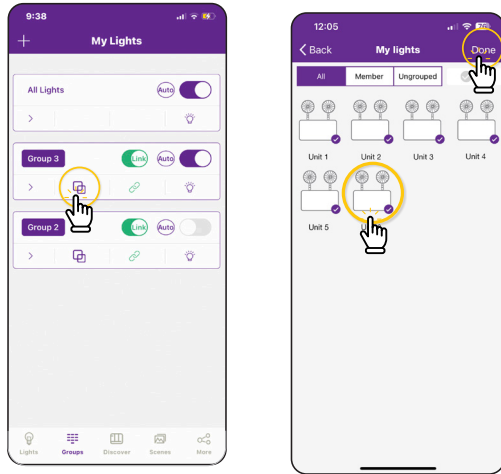 9:38
My Lights
All Lights
Auto
Group 3
Link
Auto
Group 2
Link
Auto
Lights
Groups
Discover
Scenes
More
12:05
Back
My lights
Done
All
Member
Ungrouped
Unit 1
Unit 2
Unit 3
Unit 4
Unit 5